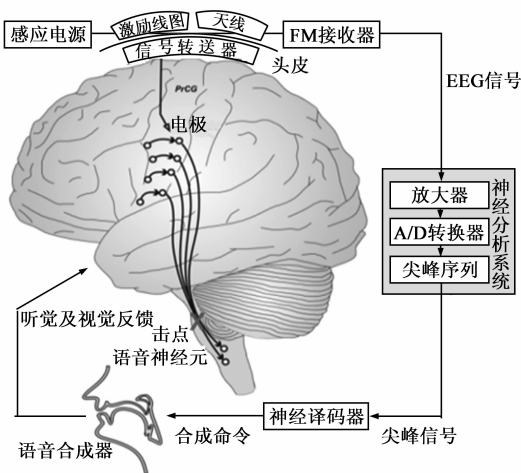 感应电源
激励线圈
天线
FM接收器
信号转送器
头皮
EEG信号
PrCG
电极
放大器
A/D转换器
尖峰序列
神经分析系统
听觉及视觉反馈
击点
语音神经元
神经译码器
合成命令
尖峰信号
语音合成器